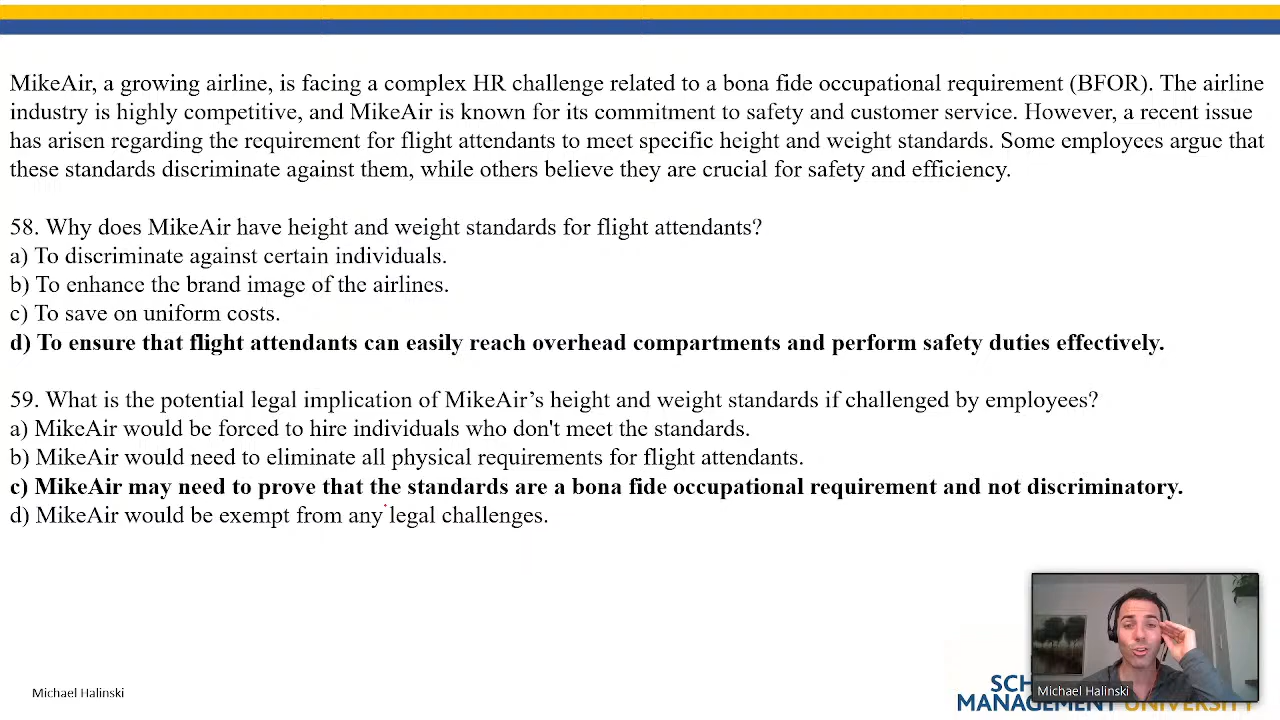 MikeAir, a growing airline, is facing a complex HR challenge related to a bona fide occupational requirement (BFOR). The airline
industry is highly competitive, and MikeAir is known for its commitment to safety and customer service. However, a recent issue
has arisen regarding the requirement for flight attendants to meet specific height and weight standards. Some employees argue that
these standards discriminate against them, while others believe they are crucial for safety and efficiency.
58. Why does MikeAir have height and weight standards for flight attendants?
a) To discriminate against certain individuals.
b) To enhance the brand image of the airlines.
c) To save on uniform costs.
d) To ensure that flight attendants can easily reach overhead compartments and perform safety duties effectively.
59. What is the potential legal implication of MikeAir’s height and weight standards if challenged by employees?
a) MikeAir would be forced to hire individuals who don't meet the standards.
b) MikeAir would need to eliminate all physical requirements for flight attendants.
c) MikeAir may need to prove that the standards are a bona fide occupational requirement and not discriminatory.
d) MikeAir would be exempt from any legal challenges.
Michael Halinski
Michael Halinski